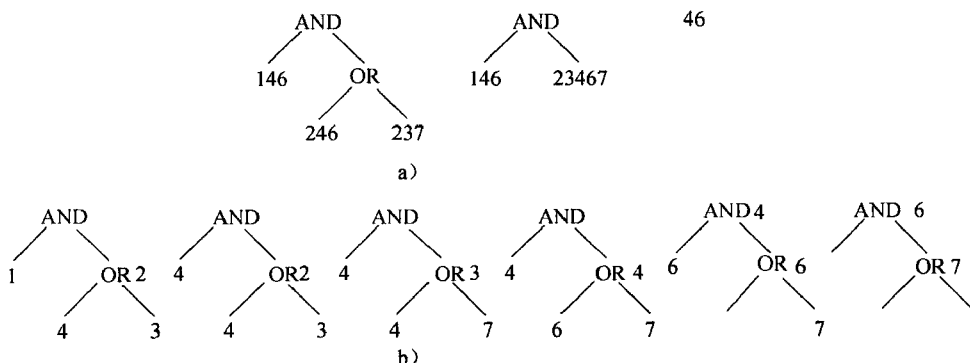 AND AND 46
146 OR 146 23467
246 237
a）
AND AND AND AND AND 4 AND 6
1 OR 2 4 OR 2 4 OR 3 4 OR 4 6 OR 6 OR 7
4 3 4 3 4 7 6 7 7
b）